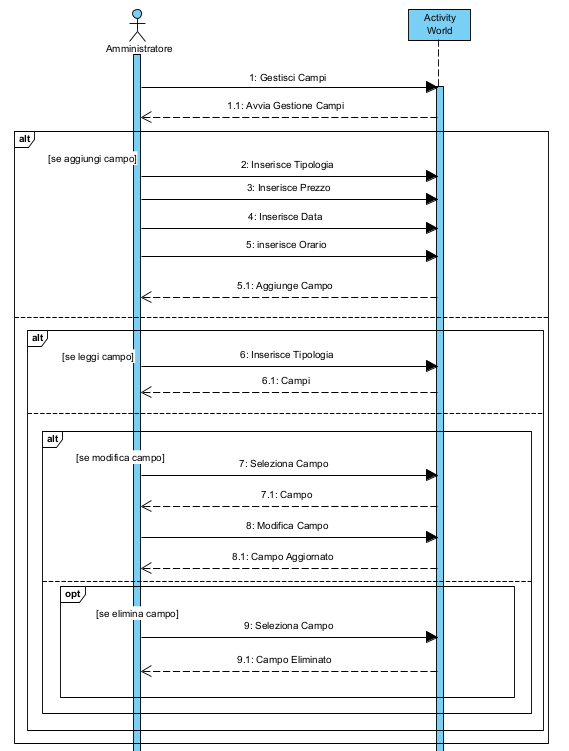 Activity
World
Amministratore
1: Gestisci Campi
1.1: Avvia Gestione Campi
alt
[se aggiungi campo]
2: Inserisce Tipologia
3: Inserisce Prezzo
4: Inserisce Data
5: inserisce Orario
5.1: Aggiunge Campo
alt
[se leggi campo]
6: Inserisce Tipologia
6.1: Campi
alt
[se modifica campo]
7: Seleziona Campo
7.1: Campo
8: Modifica Campo
8.1: Campo Aggiornato
opt
[se elimina campo]
9: Seleziona Campo
9.1: Campo Eliminato